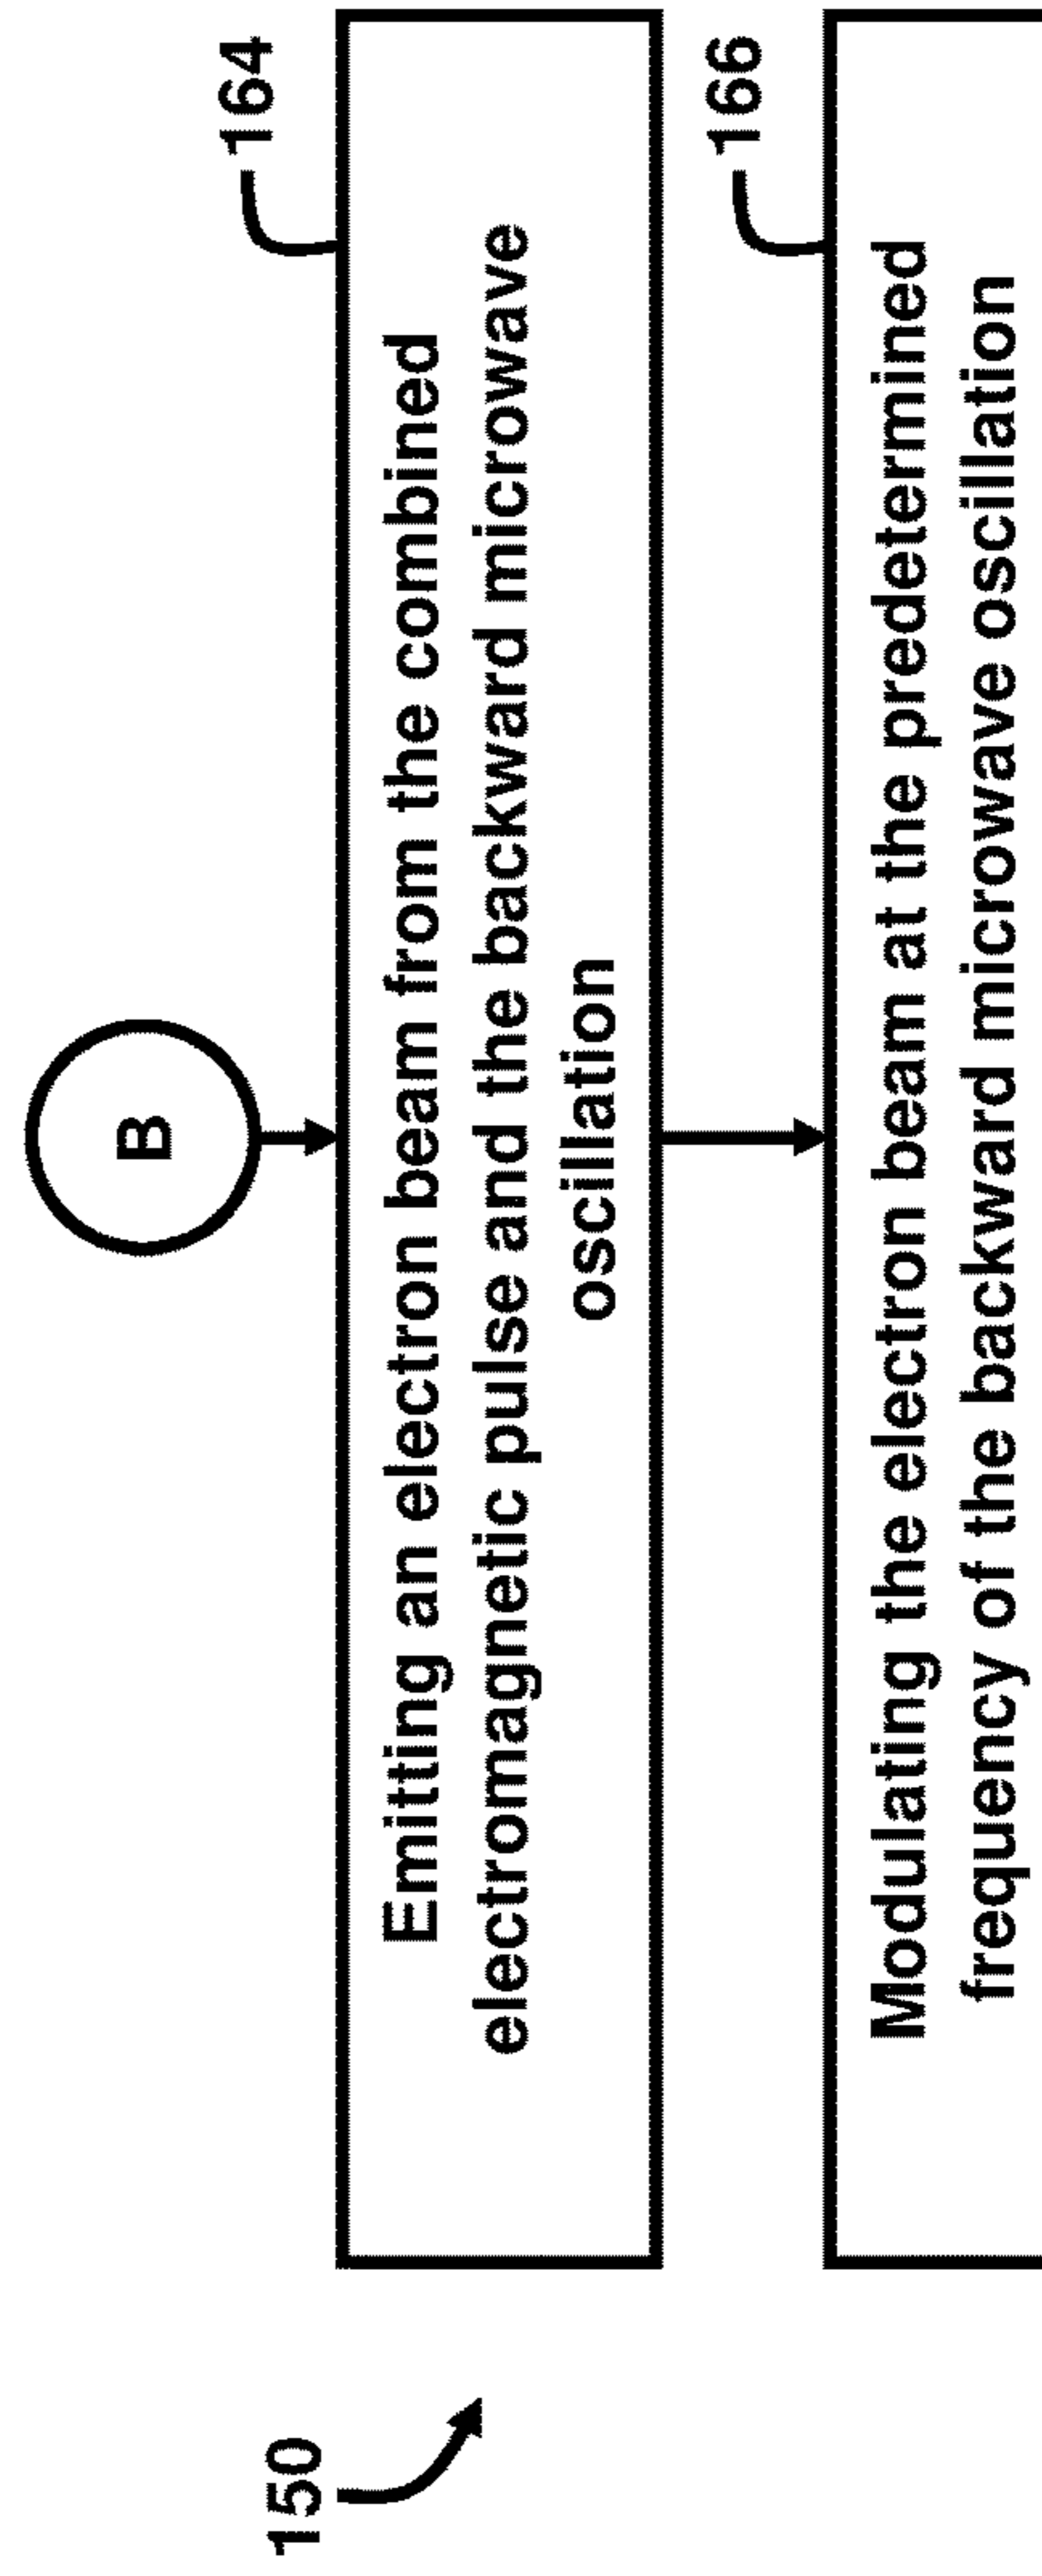 150
B
164
Emitting an electron beam from the combined
electromagnetic pulse and the backward microwave
oscillation
166
Modulating the electron beam at the predetermined
frequency of the backward microwave oscillation